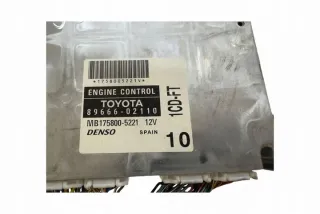 ENGINE CONTROL
TOYOTA
89666-02110
MB175800-5221 12V
DENSO SPAIN
1CD-FT
10